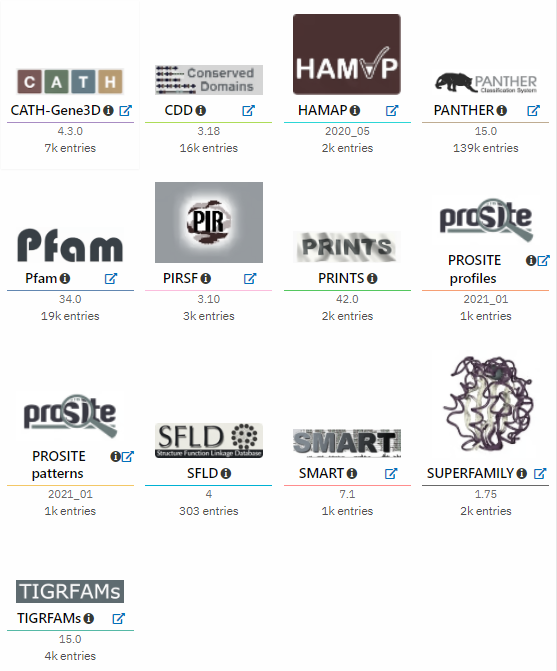 CATH
CATH-Gene3D
4.3.0
7k entries
Conserved
Domains
CDD
3.18
16k entries
HAMAP
HAMAP
2020_05
2k entries
PANTHER
Classification System
PANTHER
15.0
139k entries
Pfam
Pfam
34.0
19k entries
PIR
PIRSF
3.10
3k entries
PRINTS
PRINTS
42.0
2k entries
prosite
PROSITE
profiles
2021_01
1k entries
prosite
PROSITE
patterns
2021_01
1k entries
SFLD
Structure Function Linkage Database
SFLD
4
303 entries
SMART
SMART
7.1
1k entries
SUPERFAMILY
1.75
2k entries
TIGRFAMs
TIGRFAMs
15.0
4k entries